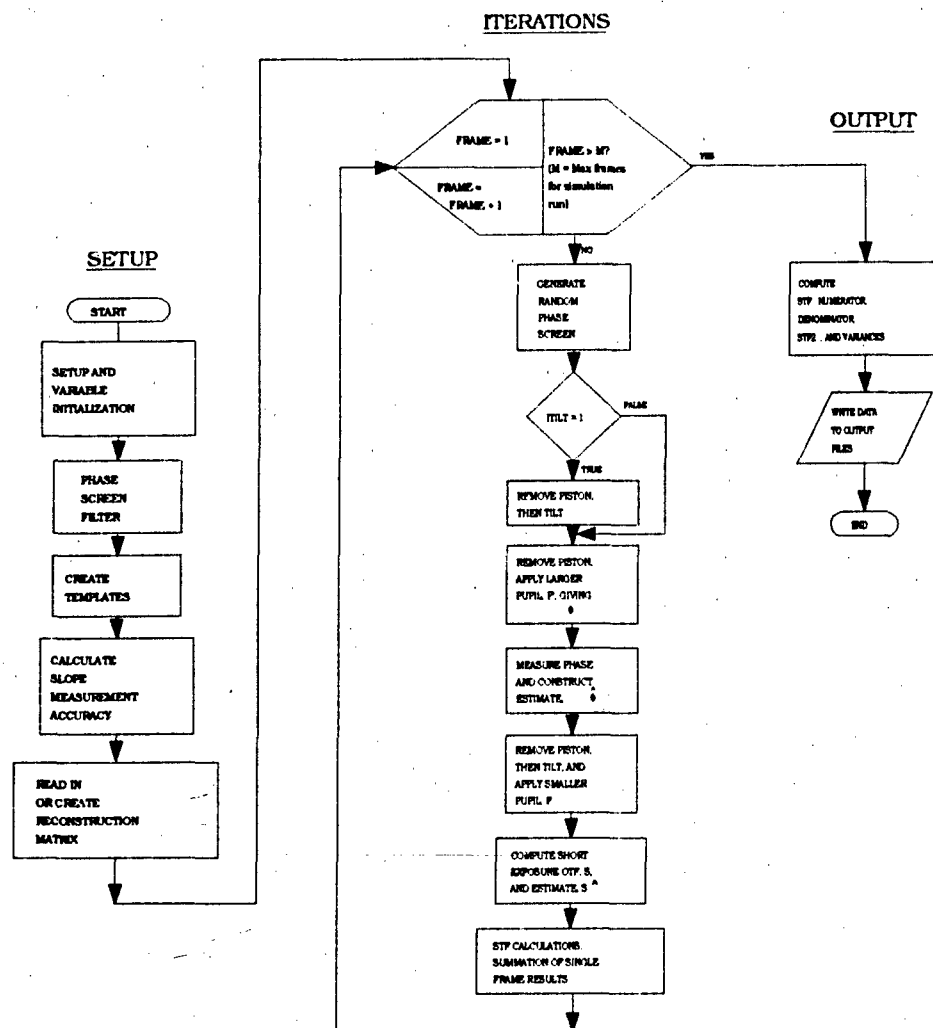 ITERATIONS
OUTPUT
SETUP
START
SETUP AND
VARIABLE
INITIALIZATION
PHASE
SCREEN
FILTER
CREATE
TEMPLATES
CALCULATE
SLOPE
MEASUREMENT
ACCURACY
READ IN
OR CREATE
RECONSTRUCTION
MATRIX
FRAME = 1
FRAME =
FRAME + 1
FRAME > M?
(M = Max frames
for simulation
run)
YES
NO
GENERATE
RANDOM
PHASE
SCREEN
ITILT = 1
FALSE
TRUE
REMOVE PISTON,
THEN TILT
REMOVE PISTON,
APPLY LARGER
PUPIL, P', GIVING
ϕ
MEASURE PHASE
AND CONSTRUCT
ESTIMATE, ϕ^
REMOVE PISTON,
THEN TILT, AND
APPLY SMALLER
PUPIL, P
COMPUTE SHORT
EXPOSURE OTF, S,
AND ESTIMATE, S ^
STF CALCULATIONS,
SUMMATION OF SINGLE
FRAME RESULTS
COMPUTE
STF NUMERATOR,
DENOMINATOR,
STF2, AND VARIANCES
WRITE DATA
TO OUTPUT
FILES
END